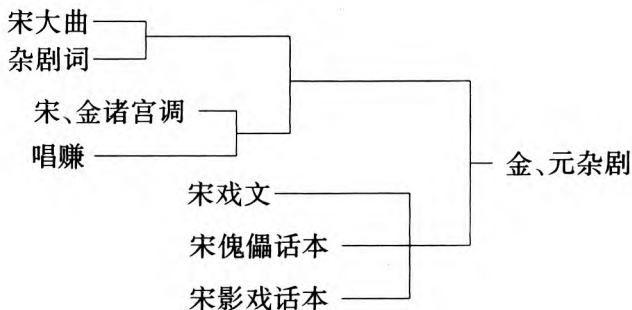 宋大曲
杂剧词
宋、金诸宫调
唱赚
金、元杂剧
宋戏文
宋傀儡话本
宋影戏话本